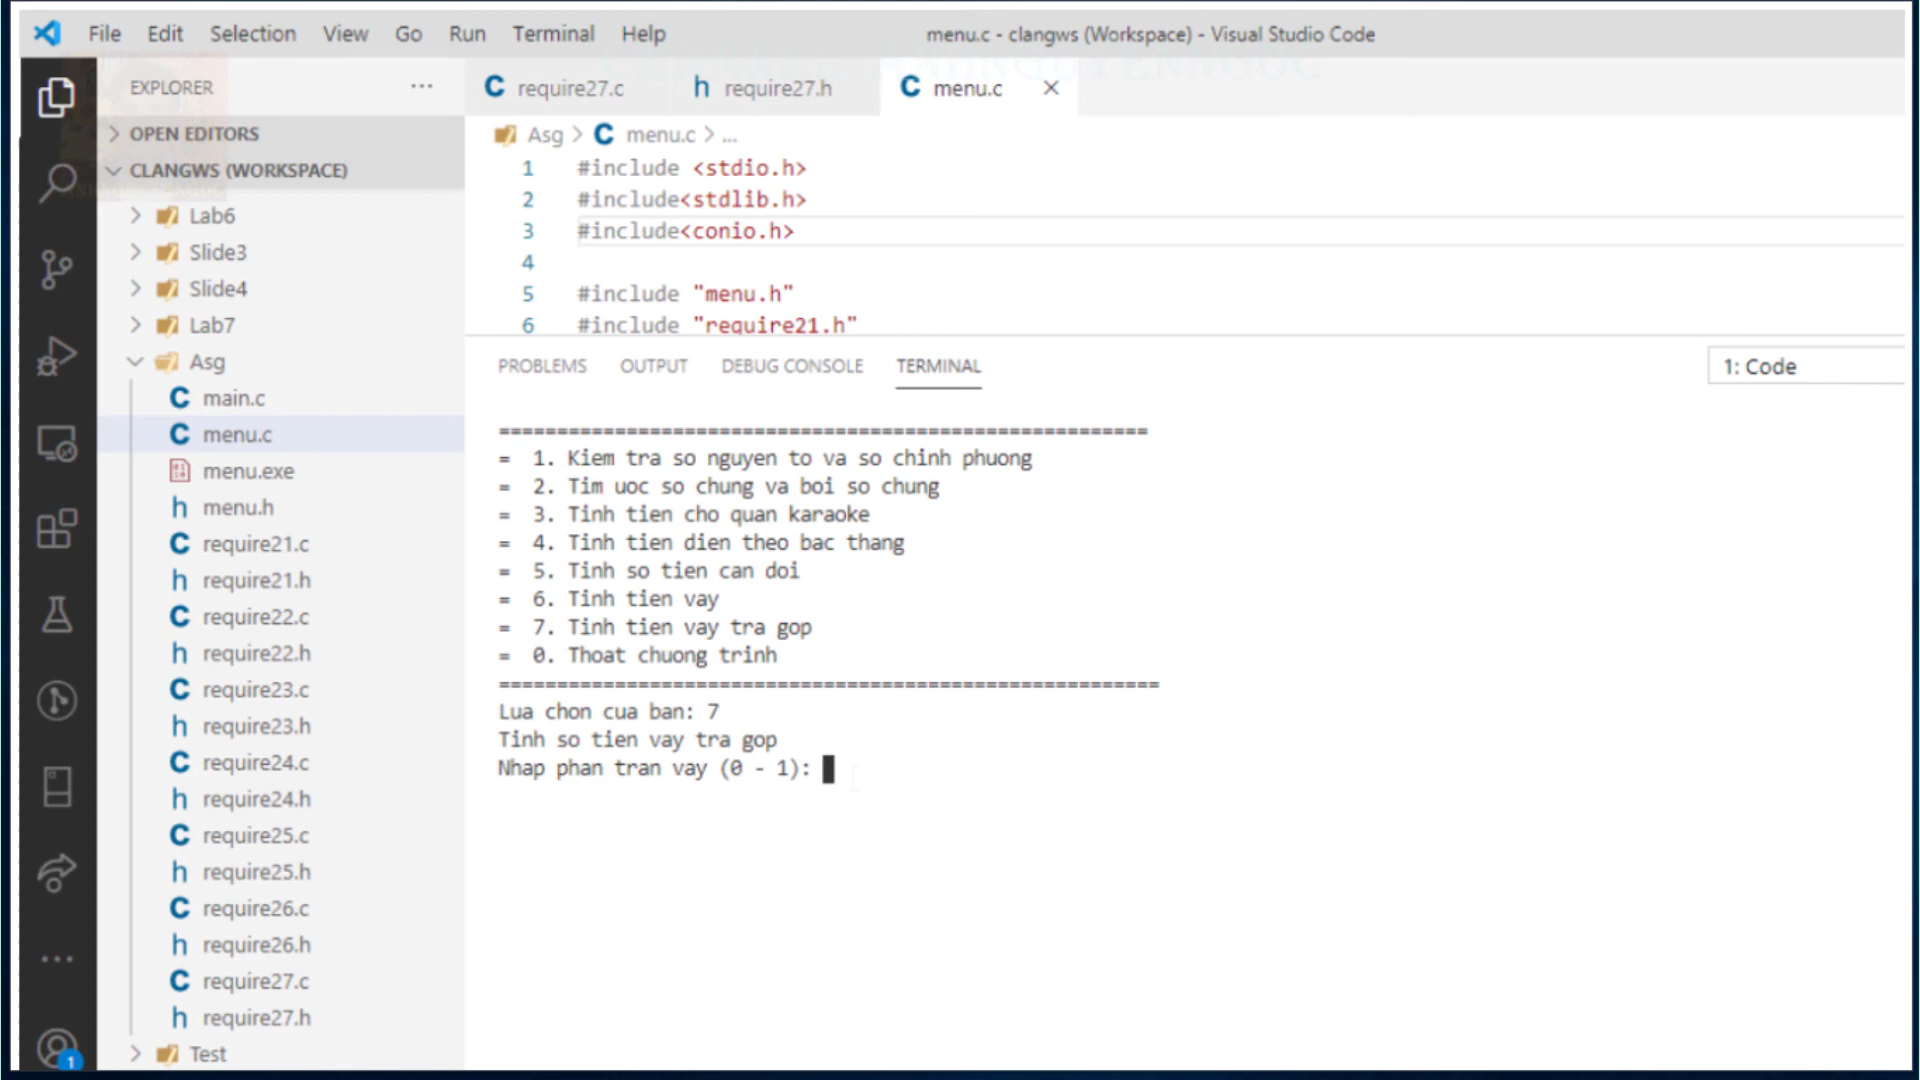 File Edit Selection View Go Run Terminal Help
menu.c - clangws (Workspace) - Visual Studio Code
EXPLORER
OPEN EDITORS
CLANGWS (WORKSPACE)
Lab6
Slide3
Slide4
Lab7
Asg
main.c
menu.c
menu.exe
menu.h
require21.c
require21.h
require22.c
require22.h
require23.c
require23.h
require24.c
require24.h
require25.c
require25.h
require26.c
require26.h
require27.c
require27.h
Test
1
require27.c require27.h menu.c
Asg > menu.c > ...
1 #include <stdio.h>
2 #include<stdlib.h>
3 #include<conio.h>
4
5 #include "menu.h"
6 #include "require21.h"
PROBLEMS OUTPUT DEBUG CONSOLE TERMINAL
1: Code
========================================================
= 1. Kiem tra so nguyen to va so chinh phuong
= 2. Tim uoc so chung va boi so chung
= 3. Tinh tien cho quan karaoke
= 4. Tinh tien dien theo bac thang
= 5. Tinh so tien can doi
= 6. Tinh tien vay
= 7. Tinh tien vay tra gop
= 0. Thoat chuong trinh
=========================================================
Lua chon cua ban: 7
Tinh so tien vay tra gop
Nhap phan tran vay (0 - 1):